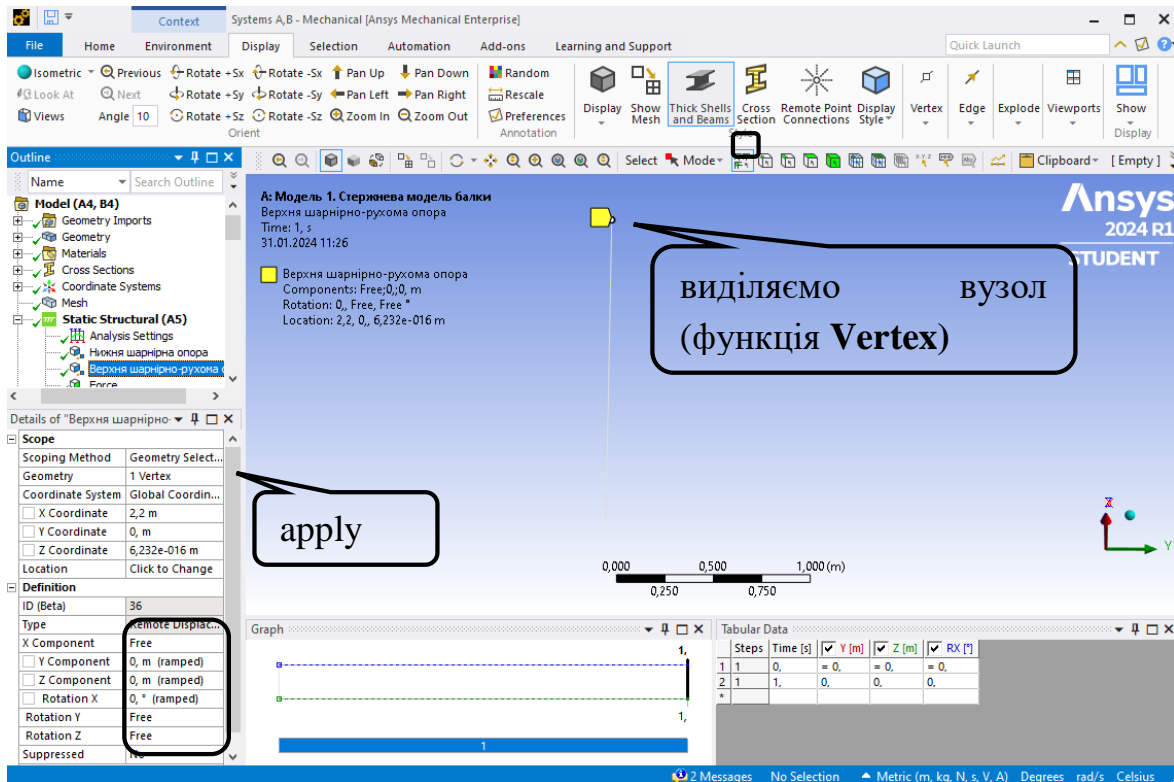 Context
Systems A,B - Mechanical [Ansys Mechanical Enterprise]
File Home Environment Display Selection Automation Add-ons Learning and Support Quick Launch
Isometric Previous Rotate +Sx Rotate -Sx Pan Up Pan Down Random
Look At Next Rotate +Sy Rotate -Sy Pan Left Pan Right Rescale
Views Angle 10 Rotate +Sz Rotate -Sz Zoom In Zoom Out Preferences
Display Show Mesh Thick Shells and Beams Cross Section Remote Point Connections Display Style Vertex Edge Explode Viewports Show
Orient Annotation Style Display
Outline
Select Mode Clipboard [ Empty ]
Name Search Outline
Model (A4, B4)
Geometry Imports
Geometry
Materials
Cross Sections
Coordinate Systems
Mesh
Static Structural (A5)
Analysis Settings
Нижня шарнірна опора
Верхня шарнірно-рухома о
Force
A: Модель 1. Стержнева модель балки
Верхня шарнірно-рухома опора
Time: 1, s
31.01.2024 11:26
Верхня шарнірно-рухома опора
Components: Free;0,;0, m
Rotation: 0,, Free, Free °
Location: 2,2, 0,, 6,232e-016 m
Ansys
2024 R1
STUDENT
виділяємо вузол
(функція Vertex)
apply
X
Y
0,000 0,500 1,000 (m)
0,250 0,750
Details of "Верхня шарнірно-
Scope
Scoping Method Geometry Select...
Geometry 1 Vertex
Coordinate System Global Coordin...
X Coordinate 2,2 m
Y Coordinate 0, m
Z Coordinate 6,232e-016 m
Location Click to Change
Definition
ID (Beta) 36
Type Remote Displac...
X Component Free
Y Component 0, m (ramped)
Z Component 0, m (ramped)
Rotation X 0, ° (ramped)
Rotation Y Free
Rotation Z Free
Suppressed No
Graph
1,
1,
1
Tabular Data
Steps Time [s] Y [m] Z [m] RX [°]
1 1 0, = 0, = 0, = 0,
2 1 1, 0, 0, 0,
*
2 Messages No Selection Metric (m, kg, N, s, V, A) Degrees rad/s Celsius